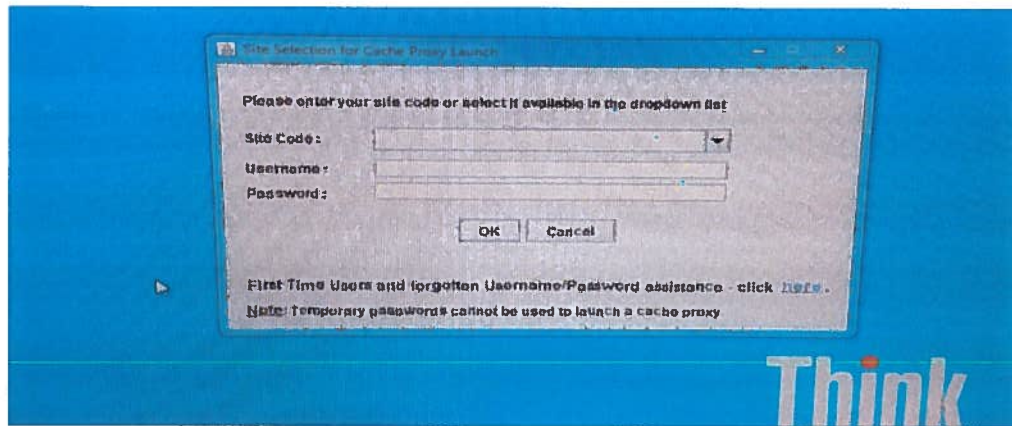 Site Selection for Cache Proxy Launch
Please enter your site code or select if available in the dropdown list
Site Code:
Username:
Password:
OK Cancel
First Time Users and forgotten Username/Password assistance - click here.
Note: Temporary passwords cannot be used to launch a cache proxy
Think